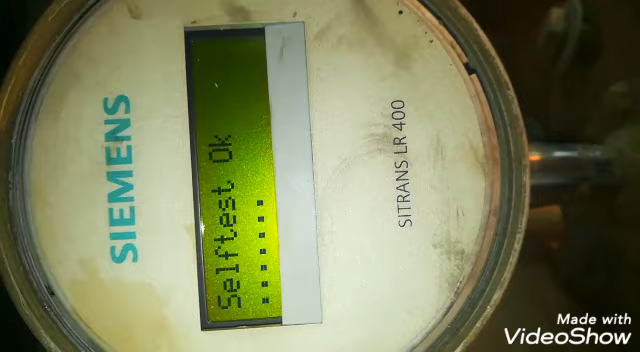 SIEMENS
Selftest Ok
........
SITRANS LR 400
Made with
VideoShow